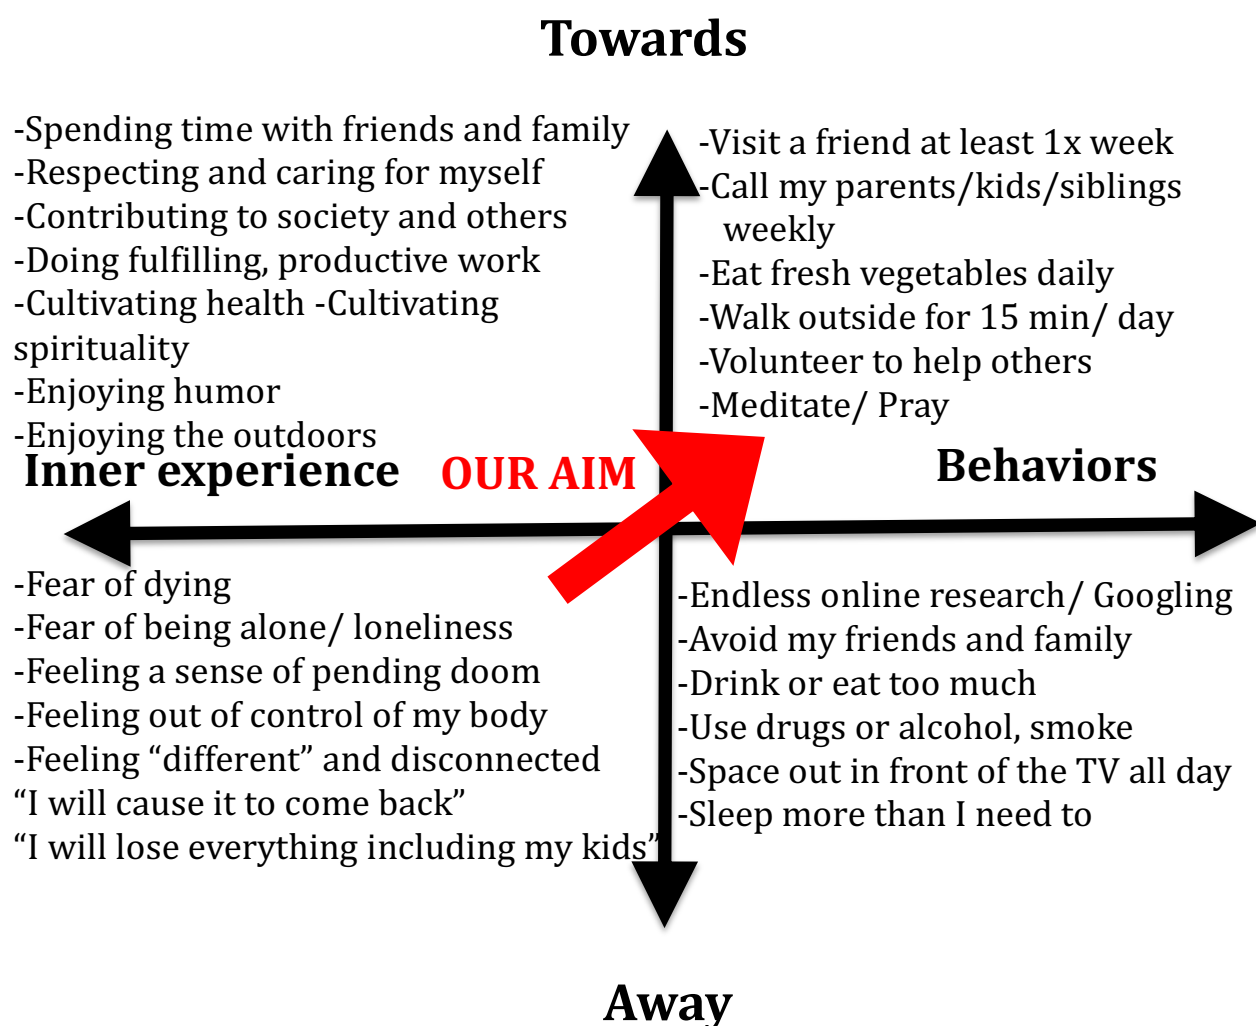 Towards
-Spending time with friends and family
-Respecting and caring for myself
-Contributing to society and others
-Doing fulfilling, productive work
-Cultivating health -Cultivating
spirituality
-Enjoying humor
-Enjoying the outdoors
-Visit a friend at least 1x week
-Call my parents/kids/siblings
weekly
-Eat fresh vegetables daily
-Walk outside for 15 min/ day
-Volunteer to help others
-Meditate/ Pray
Inner experience
OUR AIM
Behaviors
-Fear of dying
-Fear of being alone/ loneliness
-Feeling a sense of pending doom
-Feeling out of control of my body
-Feeling “different” and disconnected
“I will cause it to come back”
“I will lose everything including my kids”
-Endless online research/ Googling
-Avoid my friends and family
-Drink or eat too much
-Use drugs or alcohol, smoke
-Space out in front of the TV all day
-Sleep more than I need to
Away